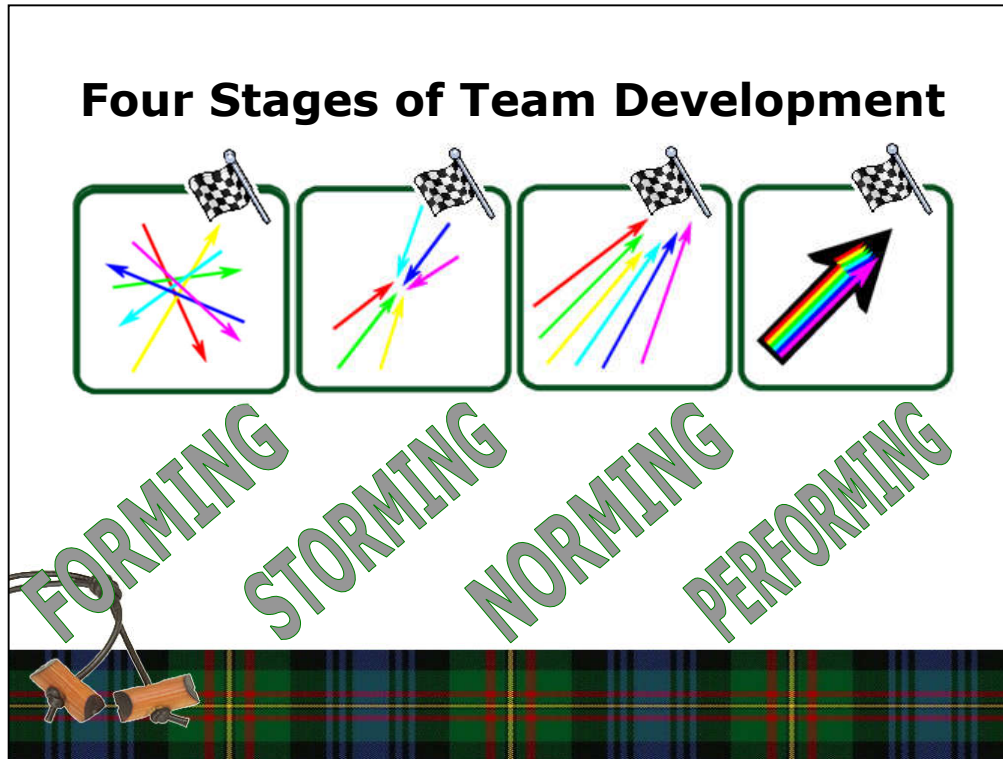 Four Stages of Team Development
FORMING
STORMING
NORMING
PERFORMING